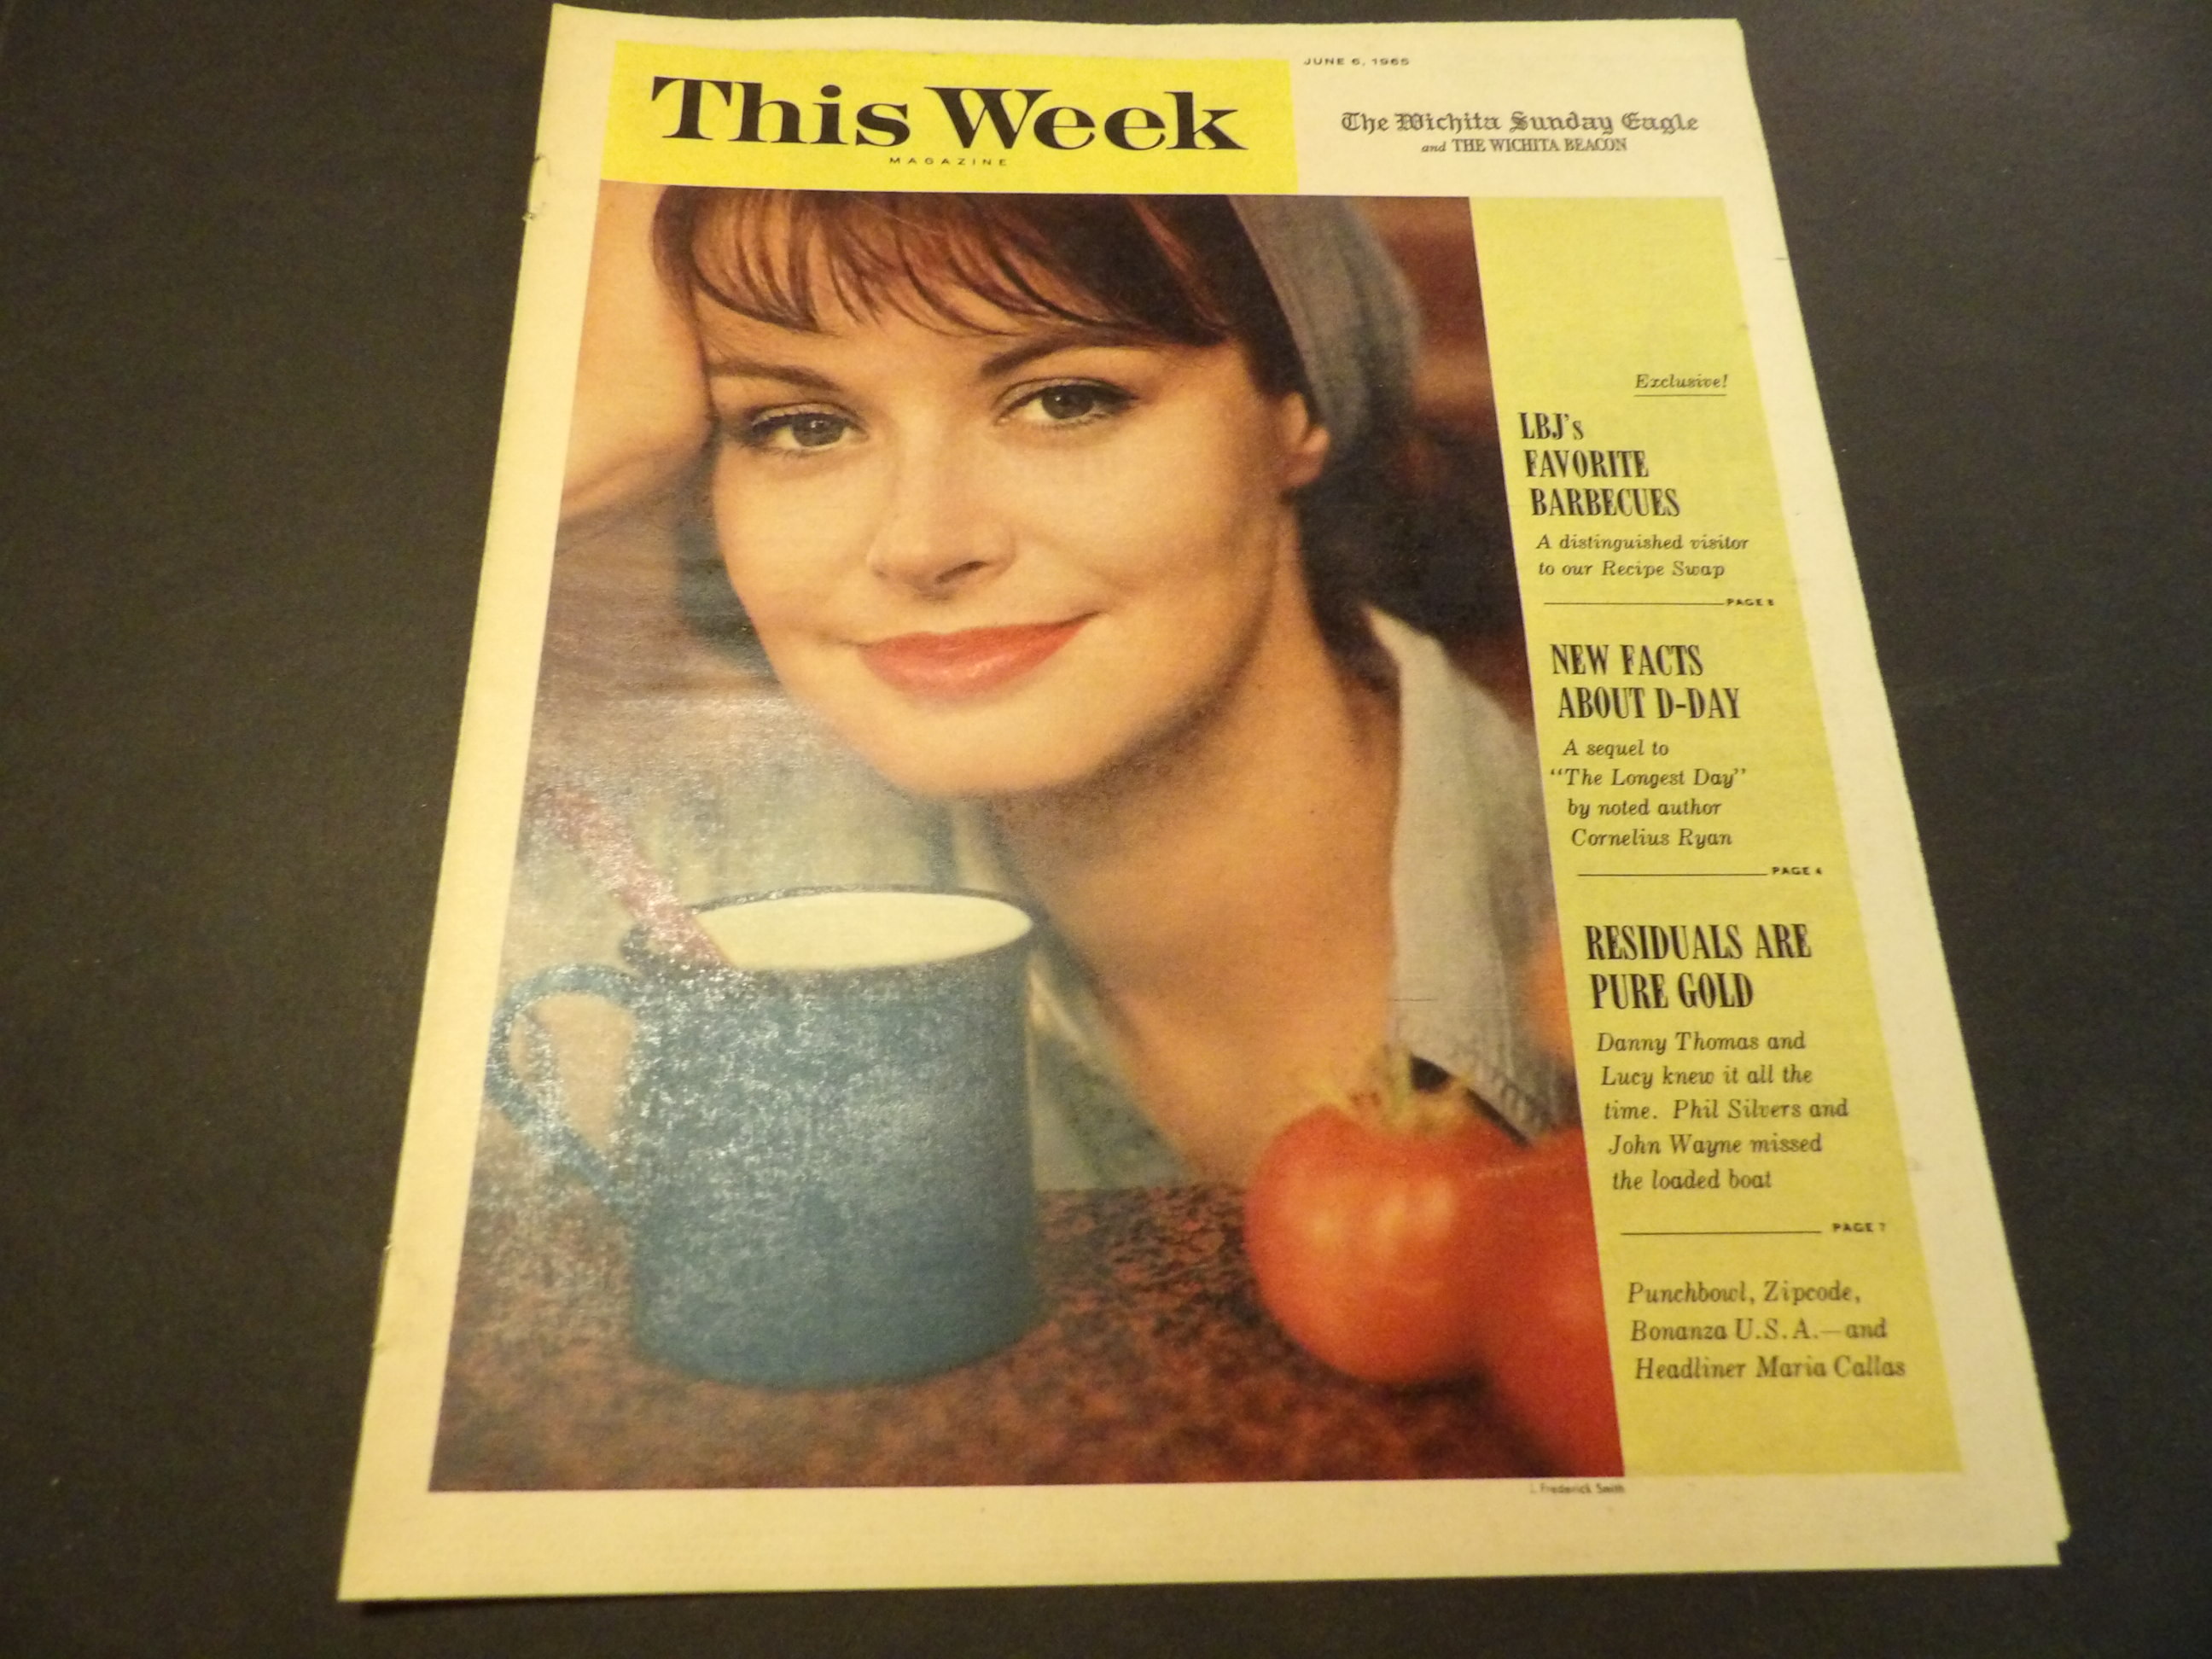 This Week
MAGAZINE
JUNE 6, 1965
The Wichita Sunday Eagle
and THE WICHITA BEACON
Exclusive!
LBJ's
FAVORITE
BARBECUES
A distinguished visitor
to our Recipe Swap
PAGE 8
NEW FACTS
ABOUT D-DAY
A sequel to
"The Longest Day"
by noted author
Cornelius Ryan
PAGE 4
RESIDUALS ARE
PURE GOLD
Danny Thomas and
Lucy knew it all the
time. Phil Silvers and
John Wayne missed
the loaded boat
PAGE 7
Punchbowl, Zipcode,
Bonanza U.S.A.—and
Headliner Maria Callas
Frederick Smith